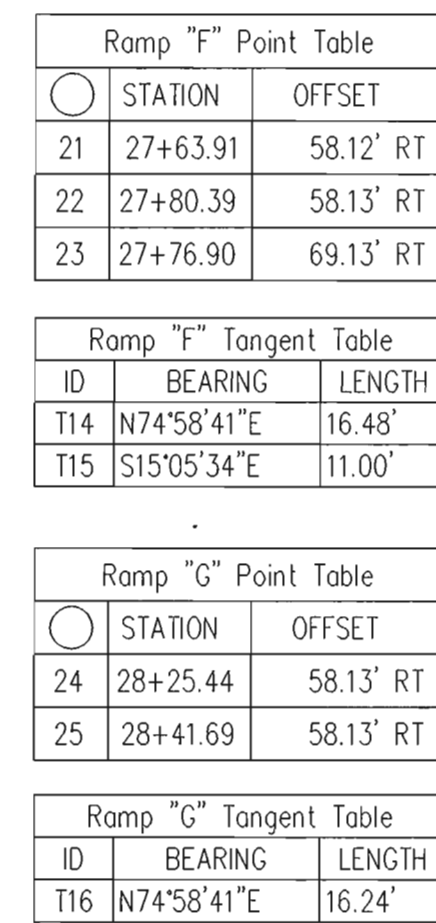 Ramp "F" Point Table
STATION OFFSET
21 27+63.91 58.12' RT
22 27+80.39 58.13' RT
23 27+76.90 69.13' RT
Ramp "F" Tangent Table
ID BEARING LENGTH
T14 N74°58'41"E 16.48'
T15 S15°05'34"E 11.00'
Ramp "G" Point Table
STATION OFFSET
24 28+25.44 58.13' RT
25 28+41.69 58.13' RT
Ramp "G" Tangent Table
ID BEARING LENGTH
T16 N74°58'41"E 16.24'